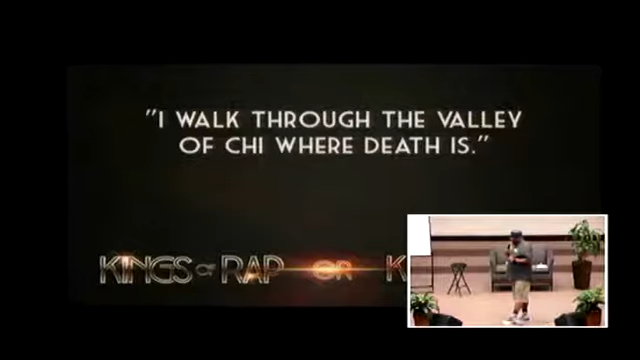 "I WALK THROUGH THE VALLEY
OF CHI WHERE DEATH IS."
KINGS OF RAP OR K